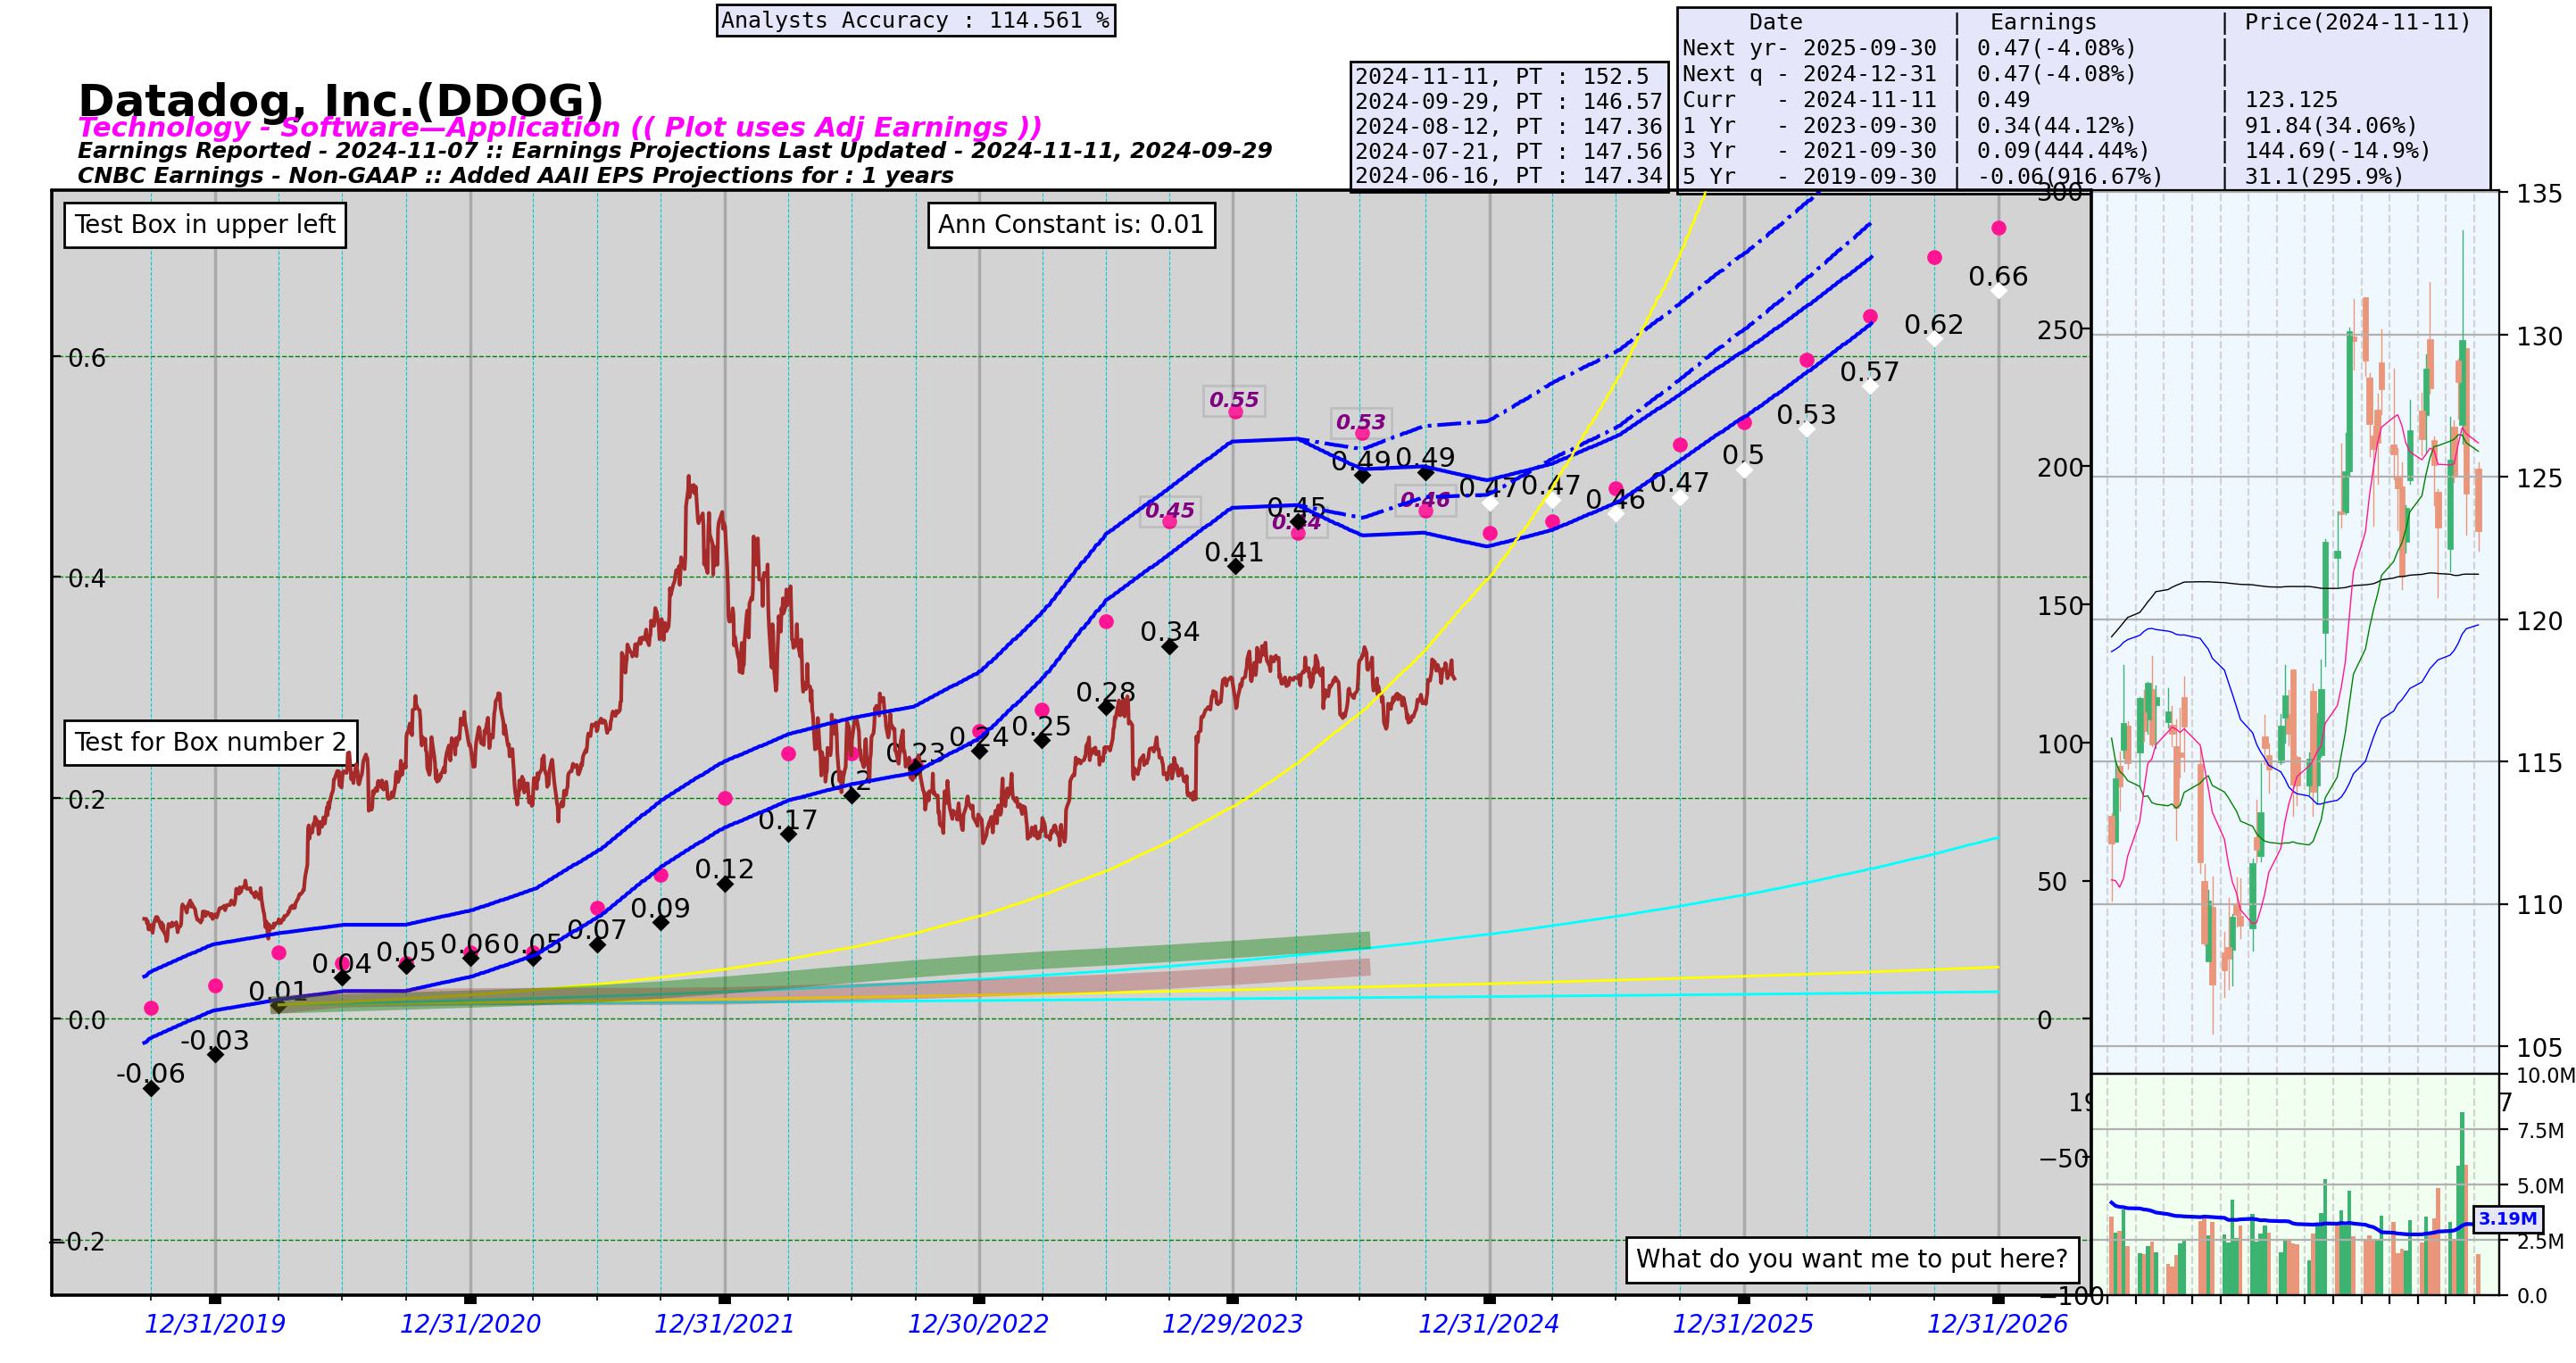 Analysts Accuracy : 114.561 %
Date | Earnings | Price(2024-11-11)
Next yr- 2025-09-30 | 0.47(-4.08%) |
Next q - 2024-12-31 | 0.47(-4.08%) |
Curr - 2024-11-11 | 0.49 | 123.125
1 Yr - 2023-09-30 | 0.34(44.12%) | 91.84(34.06%)
3 Yr - 2021-09-30 | 0.09(444.44%) | 144.69(-14.9%)
5 Yr - 2019-09-30 | -0.06(916.67%) | 31.1(295.9%)
2024-11-11, PT : 152.5
2024-09-29, PT : 146.57
2024-08-12, PT : 147.36
2024-07-21, PT : 147.56
2024-06-16, PT : 147.34
Datadog, Inc.(DDOG)
Technology - Software—Application (( Plot uses Adj Earnings ))
Earnings Reported - 2024-11-07 :: Earnings Projections Last Updated - 2024-11-11, 2024-09-29
CNBC Earnings - Non-GAAP :: Added AAII EPS Projections for : 1 years
Test Box in upper left
Ann Constant is: 0.01
Test for Box number 2
What do you want me to put here?
0.6
0.4
0.2
0.0
−0.2
-0.06
-0.03
0.01
0.04
0.05
0.06
0.05
0.07
0.09
0.12
0.17
0.2
0.23
0.24
0.25
0.28
0.34
0.41
0.45
0.49
0.49
0.47
0.47
0.46
0.47
0.5
0.53
0.57
0.62
0.66
0.45
0.55
0.44
0.53
0.46
300
250
200
150
100
50
0
−50
−100
135
130
125
120
115
110
105
10.0M
7.5M
5.0M
3.19M
2.5M
0.0
19
7
12/31/2019
12/31/2020
12/31/2021
12/30/2022
12/29/2023
12/31/2024
12/31/2025
12/31/2026